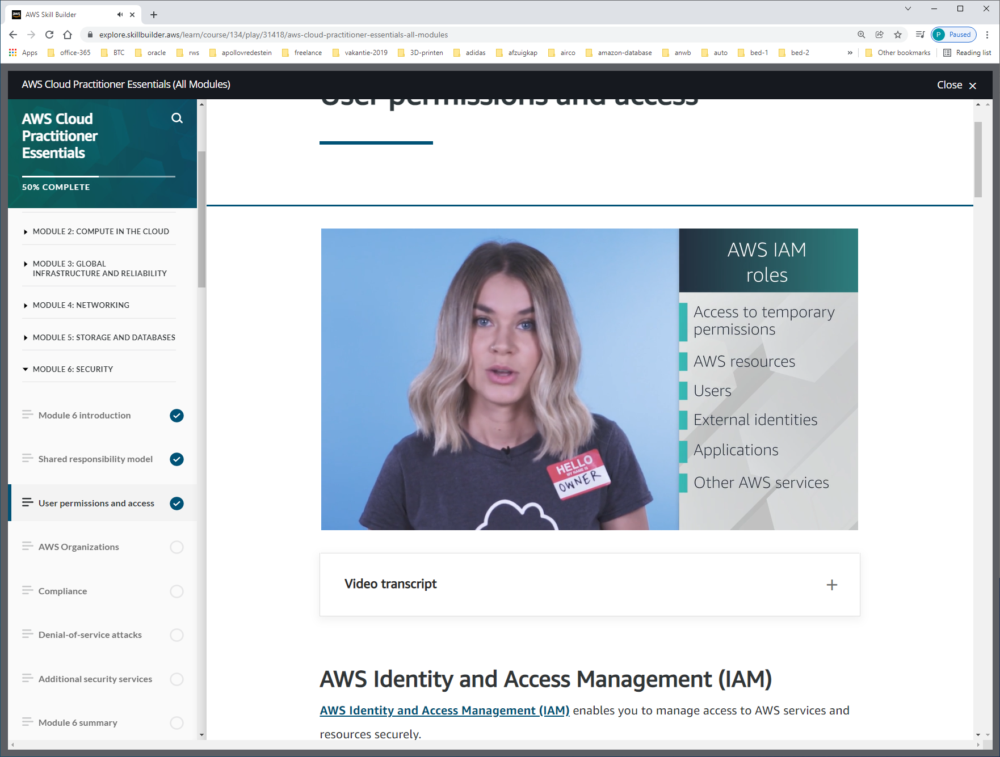 aws
AWS Skill Builder
explore.skillbuilder.aws/learn/course/134/play/31418/aws-cloud-practitioner-essentials-all-modules
P Paused
Apps office-365 BTC oracle rws apollovredestein freelance vakantie-2019 3D-printen adidas afzuigkap airco amazon-database anwb auto bed-1 bed-2 » Other bookmarks Reading list
AWS Cloud Practitioner Essentials (All Modules)
Close
AWS Cloud
Practitioner
Essentials
50% COMPLETE
MODULE 2: COMPUTE IN THE CLOUD
MODULE 3: GLOBAL
INFRASTRUCTURE AND RELIABILITY
MODULE 4: NETWORKING
MODULE 5: STORAGE AND DATABASES
MODULE 6: SECURITY
Module 6 introduction
Shared responsibility model
User permissions and access
AWS Organizations
Compliance
Denial-of-service attacks
Additional security services
Module 6 summary
User permissions and access
AWS IAM
roles
Access to temporary
permissions
AWS resources
Users
External identities
Applications
Other AWS services
HELLO
MY NAME IS
OWNER
Video transcript
AWS Identity and Access Management (IAM)
AWS Identity and Access Management (IAM) enables you to manage access to AWS services and
resources securely.